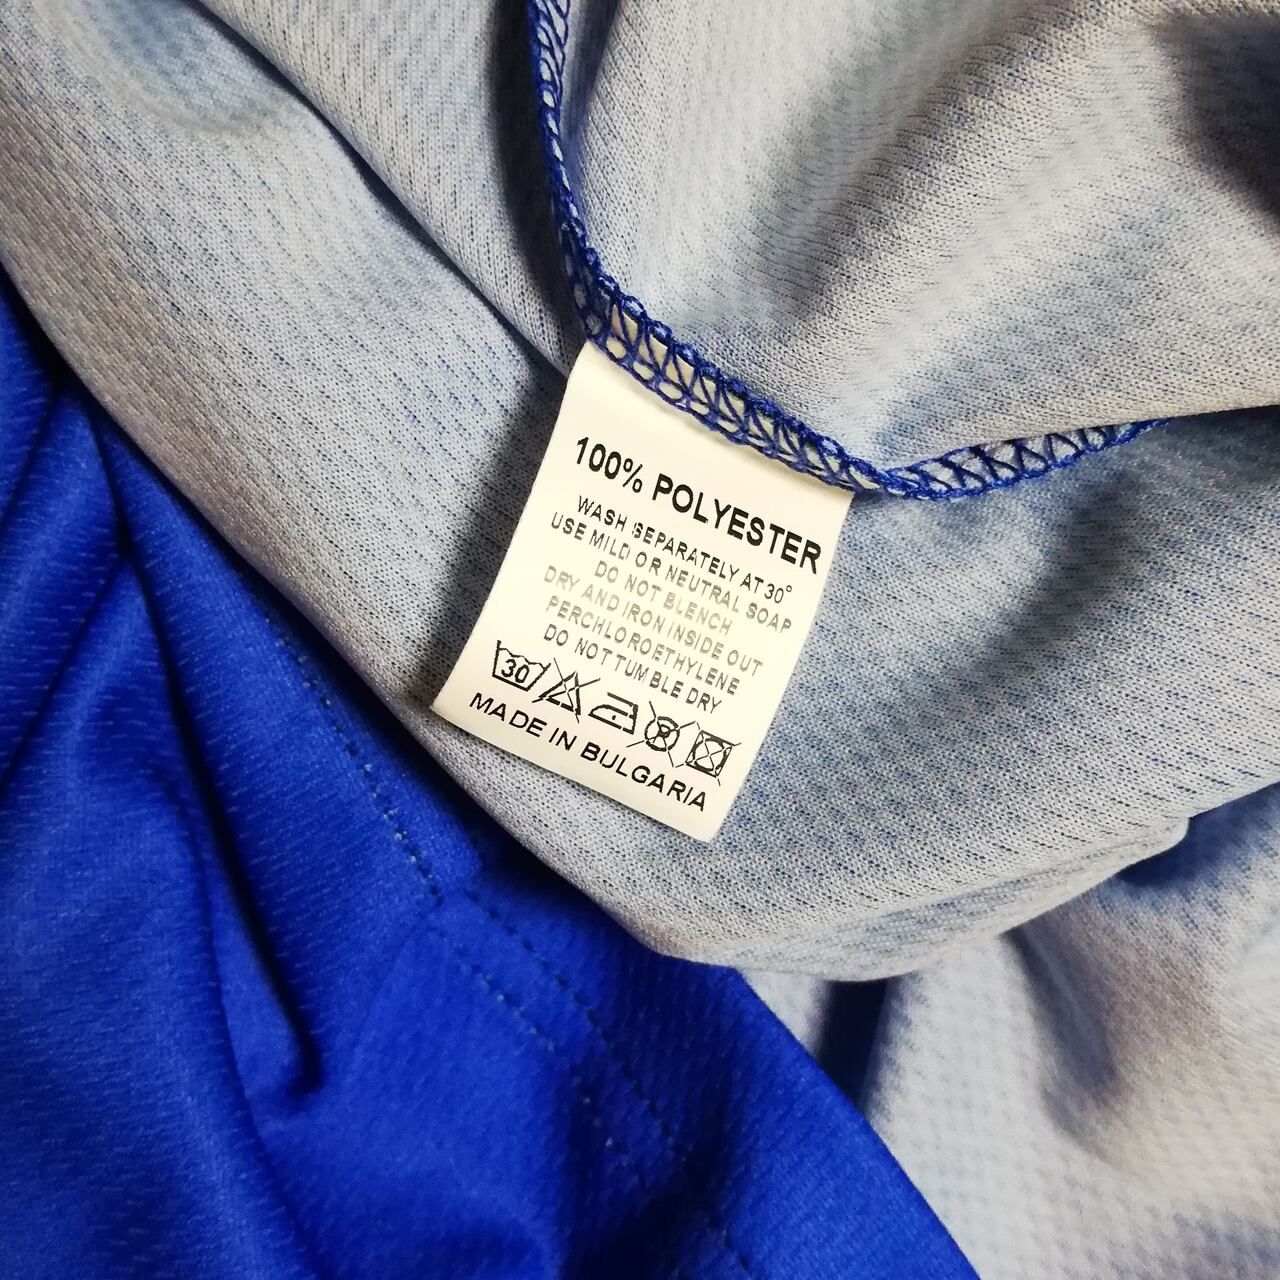 100% POLYESTER
WASH SEPARATELY AT 30°
USE MILD OR NEUTRAL SOAP
DO NOT BLENCH
DRY AND IRON INSIDE OUT
PERCHLOROETHYLENE
DO NOT TUMBLE DRY
30 P
MADE IN BULGARIA